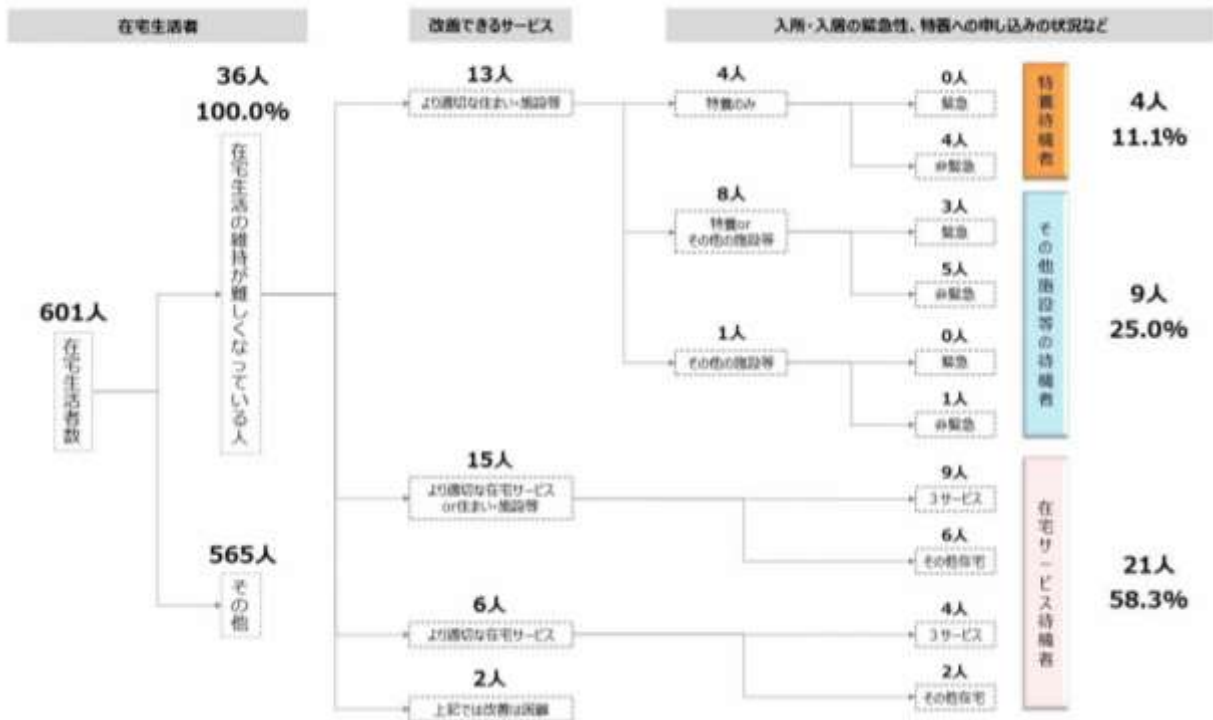 在宅生活者
改善できるサービス
入所・入居の緊急性、特養への申し込みの状況など
601人
在宅生活者数
36人
100.0%
在宅生活の維持が難しくなっている人
565人
その他
13人
より適切な住まい・施設等
4人
特養のみ
0人
緊急
4人
非緊急
8人
特養or
その他の施設等
3人
緊急
5人
非緊急
1人
その他の施設等
0人
緊急
1人
非緊急
15人
より適切な在宅サービス
or住まい・施設等
9人
3サービス
6人
その他在宅
6人
より適切な在宅サービス
4人
3サービス
2人
その他在宅
2人
上記では改善は困難
特養待機者
4人
11.1%
その他施設等の待機者
9人
25.0%
在宅サービス待機者
21人
58.3%